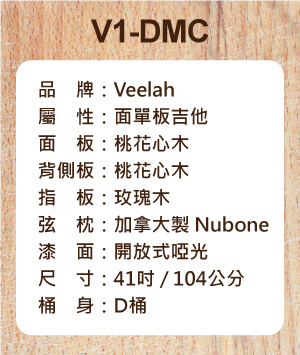 V1-DMC
品　牌：Veelah
屬　性：面單板吉他
面　板：桃花心木
背側板：桃花心木
指　板：玫瑰木
弦　枕：加拿大製 Nubone
漆　面：開放式啞光
尺　寸：41吋 / 104公分
桶　身：D桶